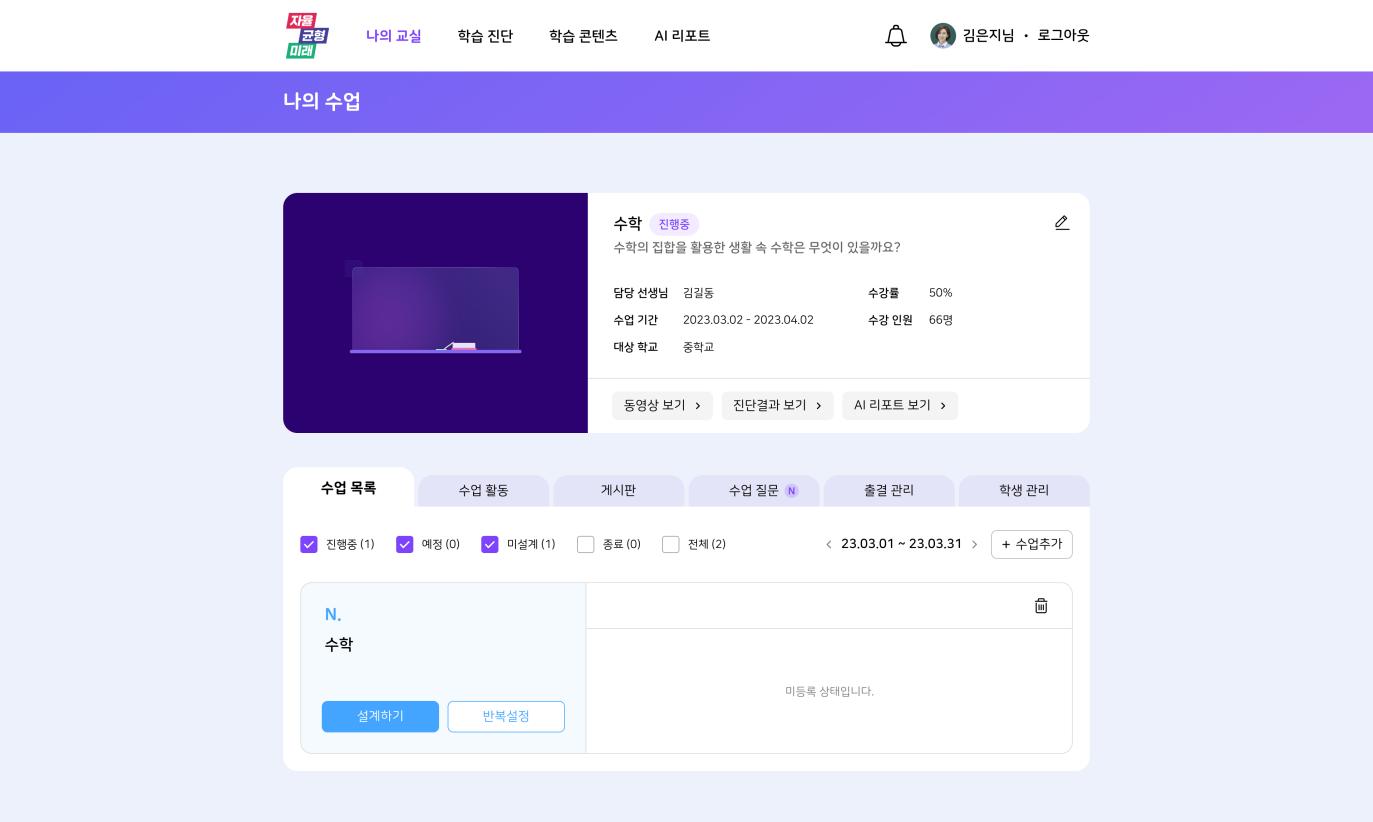 자율
균형
미래
나의 교실
학습 진단
학습 콘텐츠
AI 리포트
김은지님 · 로그아웃
나의 수업
수학 진행중
수학의 집합을 활용한 생활 속 수학은 무엇이 있을까요?
담당 선생님 김길동 수강률 50%
수업 기간 2023.03.02 - 2023.04.02 수강 인원 66명
대상 학교 중학교
동영상 보기 >
진단결과 보기 >
AI 리포트 보기 >
수업 목록
수업 활동
게시판
수업 질문 N
출결 관리
학생 관리
진행중 (1)
예정 (0)
미설계 (1)
종료 (0)
전체 (2)
< 23.03.01 ~ 23.03.31 >
+ 수업추가
N.
수학
설계하기
반복설정
미등록 상태입니다.